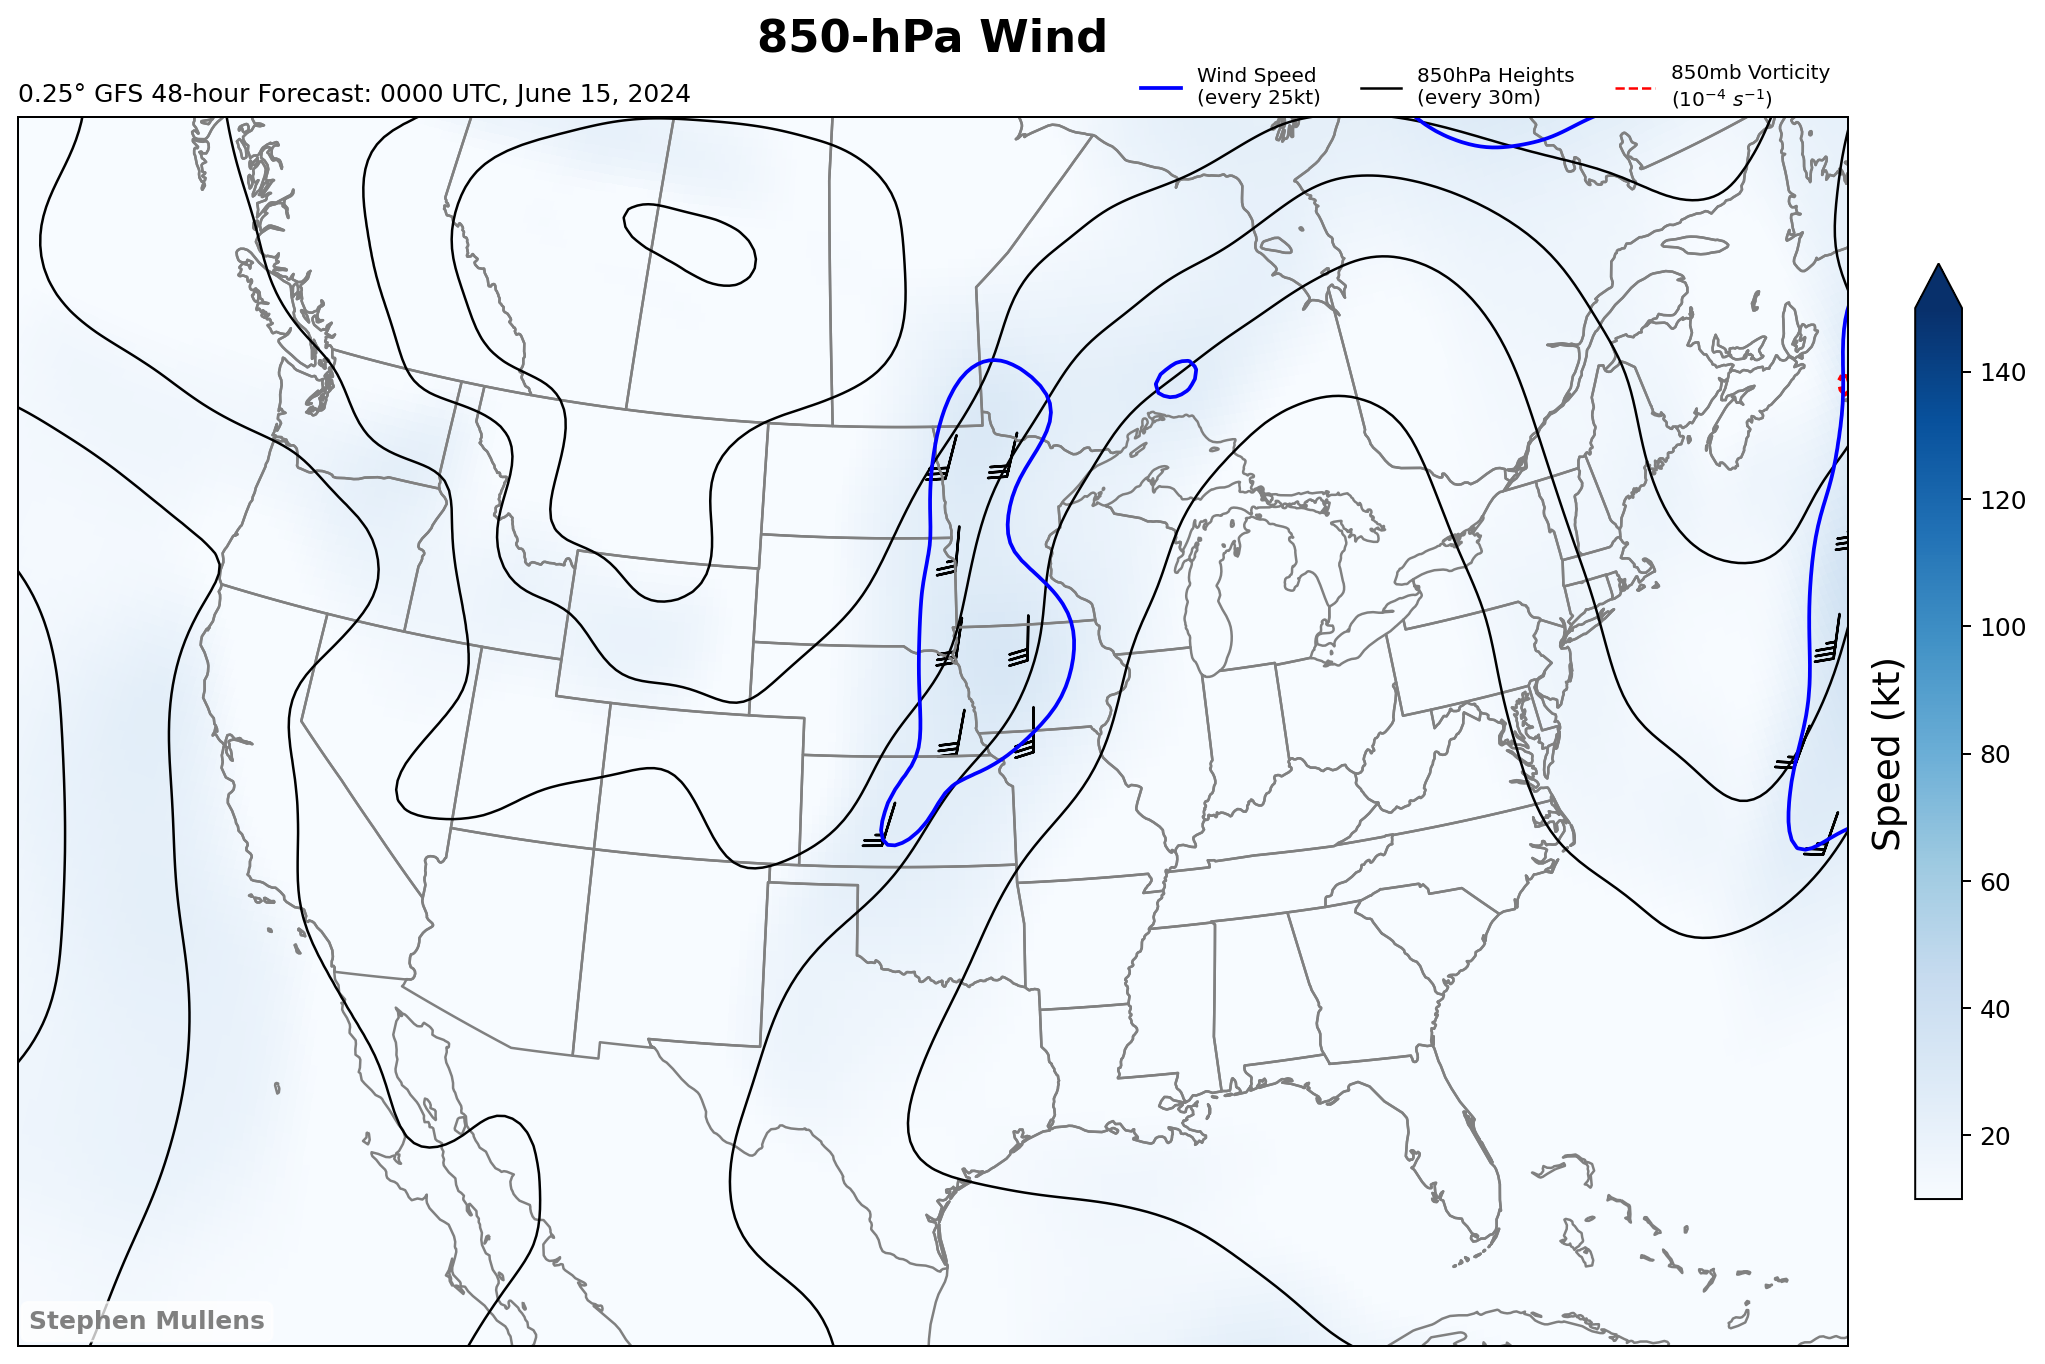 850-hPa Wind
0.25° GFS 48-hour Forecast: 0000 UTC, June 15, 2024
Wind Speed
(every 25kt)
850hPa Heights
(every 30m)
850mb Vorticity
(10⁻⁴ s⁻¹)
140
120
100
80
60
40
20
Speed (kt)
Stephen Mullens